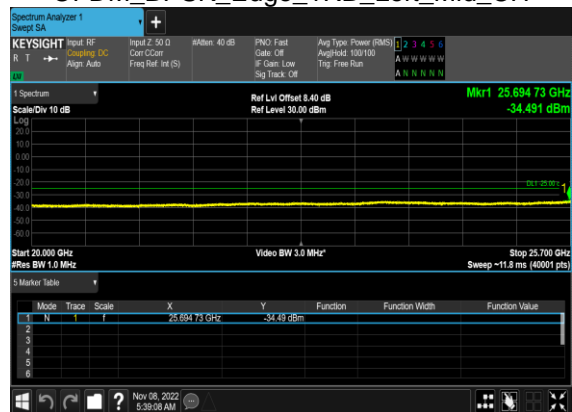 Spectrum Analyzer 1
Swept SA
KEYSIGHT Input: RF
R T Coupling: DC
Align: Auto
LW
Input Z: 50 Ω
Corr CCorr
Freq Ref: Int (S)
#Atten: 40 dB
PNO: Fast
Gate: Off
IF Gain: Low
Sig Track: Off
Avg Type: Power (RMS)
Avg|Hold: 100/100
Trig: Free Run
1 2 3 4 5 6
A W W W W W
A N N N N N
1 Spectrum
Scale/Div 10 dB
Ref Lvl Offset 8.40 dB
Ref Level 30.00 dBm
Mkr1 25.694 73 GHz
-34.491 dBm
Log
20.0
10.0
0.00
-10.0
-20.0
-30.0
-40.0
-50.0
-60.0
1
Start 20.000 GHz
#Res BW 1.0 MHz
Video BW 3.0 MHz*
Stop 25.700 GHz
Sweep ~11.8 ms (40001 pts)
5 Marker Table
Mode Trace Scale X Y Function Function Width Function Value
1 N 1 f 25.694 73 GHz -34.49 dBm
2
3
4
5
6
? Nov 08, 2022
5:39:08 AM